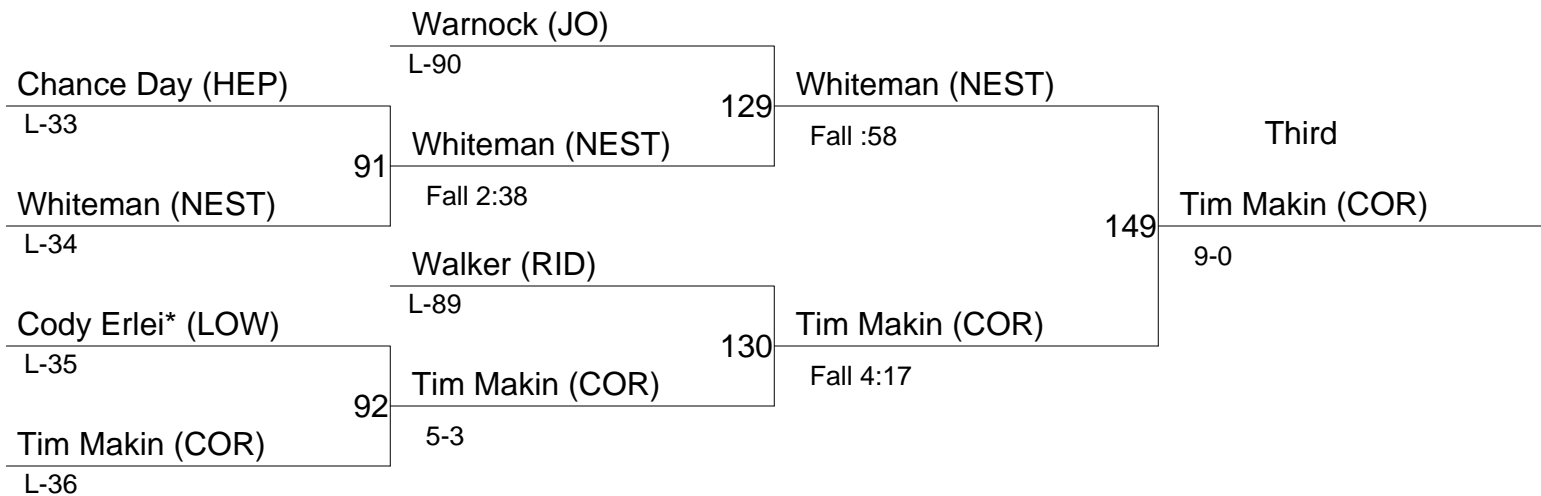 Warnock (JO)
L-90
Chance Day (HEP)
L-33
129
Whiteman (NEST)
Fall :58
Third
91
Whiteman (NEST)
Fall 2:38
Whiteman (NEST)
L-34
149
Tim Makin (COR)
9-0
Walker (RID)
L-89
Cody Erlei* (LOW)
L-35
130
Tim Makin (COR)
Fall 4:17
92
Tim Makin (COR)
5-3
Tim Makin (COR)
L-36